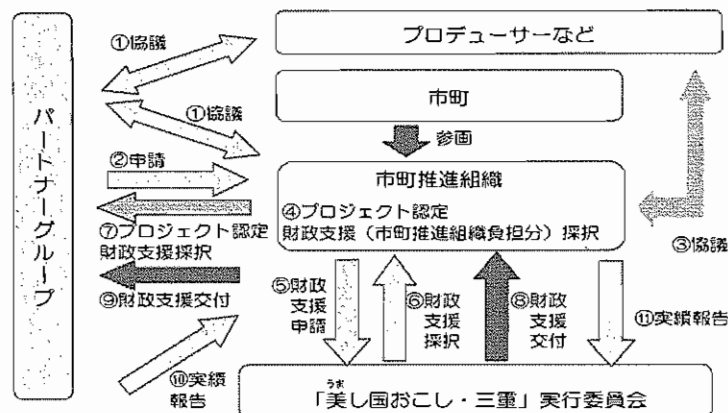 パートナーグループ
①協議
プロデューサーなど
①協議
市町
参画
②申請
市町推進組織
④プロジェクト認定
財政支援（市町推進組織負担分）採択
⑦プロジェクト認定
財政支援採択
③協議
⑨財政支援交付
⑤財政
支援
申請
⑥財政
支援
採択
⑧財政
支援
交付
⑪実績報告
⑩実績
報告
うま
「美し国おこし・三重」実行委員会